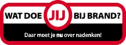 WAT DOE JIJ BIJ BRAND?
Daar moet je nu over nadenken!